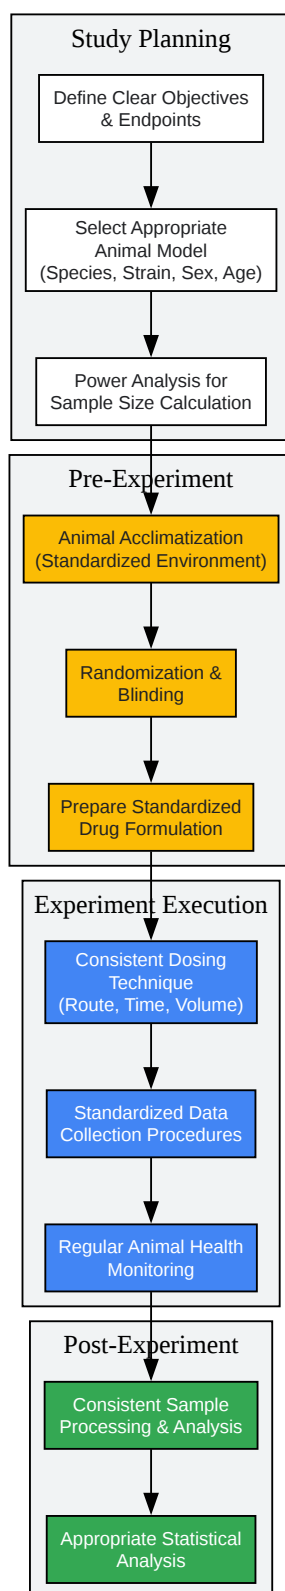 Study Planning
Define Clear Objectives
& Endpoints
Select Appropriate
Animal Model
(Species, Strain, Sex, Age)
Power Analysis for
Sample Size Calculation
Pre-Experiment
Animal Acclimatization
(Standardized Environment)
Randomization &
Blinding
Prepare Standardized
Drug Formulation
Experiment Execution
Consistent Dosing
Technique
(Route, Time, Volume)
Standardized Data
Collection Procedures
Regular Animal Health
Monitoring
Post-Experiment
Consistent Sample
Processing & Analysis
Appropriate Statistical
Analysis